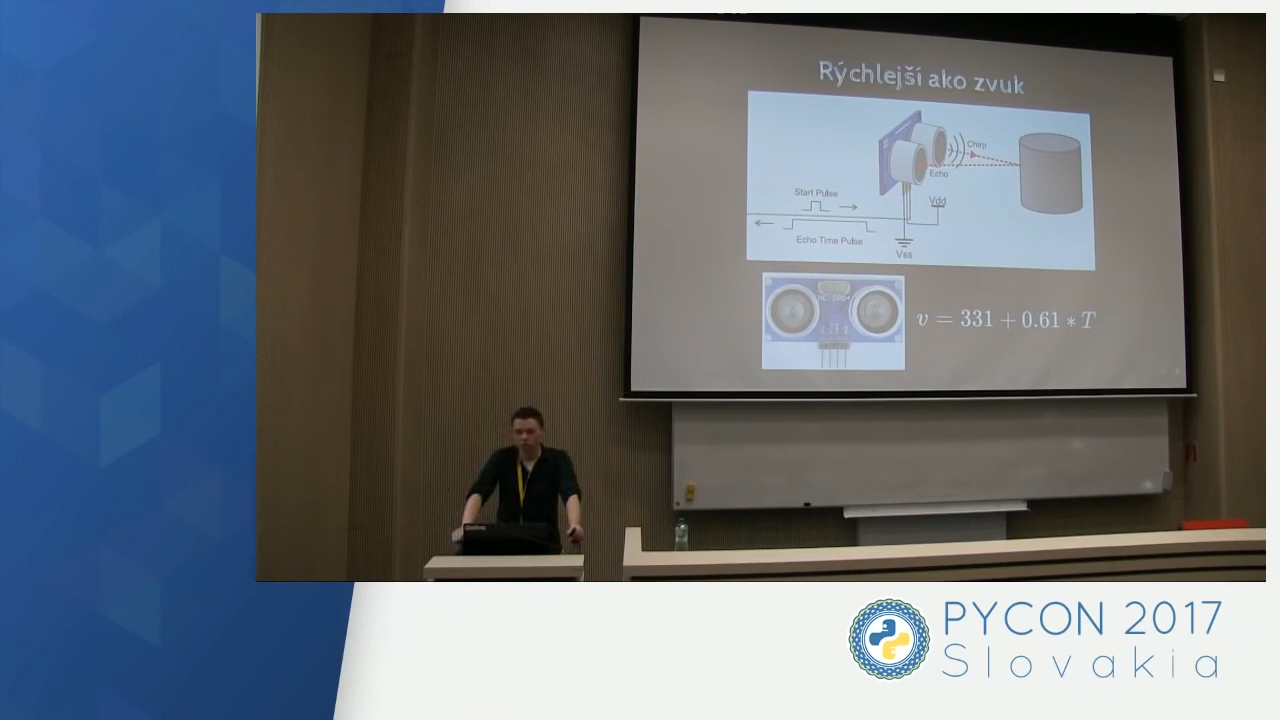 Rýchlejší ako zvuk
Chirp
Echo
Start Pulse
Vdd
Echo Time Pulse
Vss
v = 331 + 0.61 * T
PYCON 2017
Slovakia